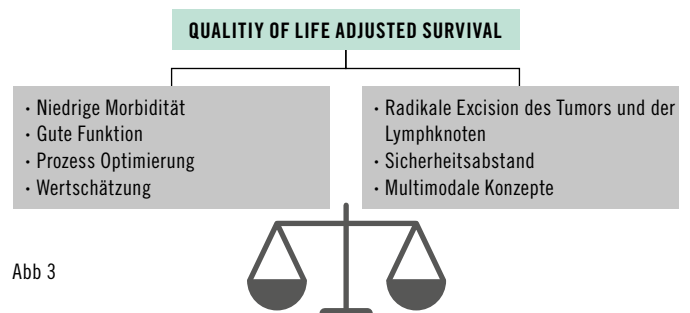 QUALITIY OF LIFE ADJUSTED SURVIVAL
· Niedrige Morbidität
· Gute Funktion
· Prozess Optimierung
· Wertschätzung
· Radikale Excision des Tumors und der
Lymphknoten
· Sicherheitsabstand
· Multimodale Konzepte
Abb 3